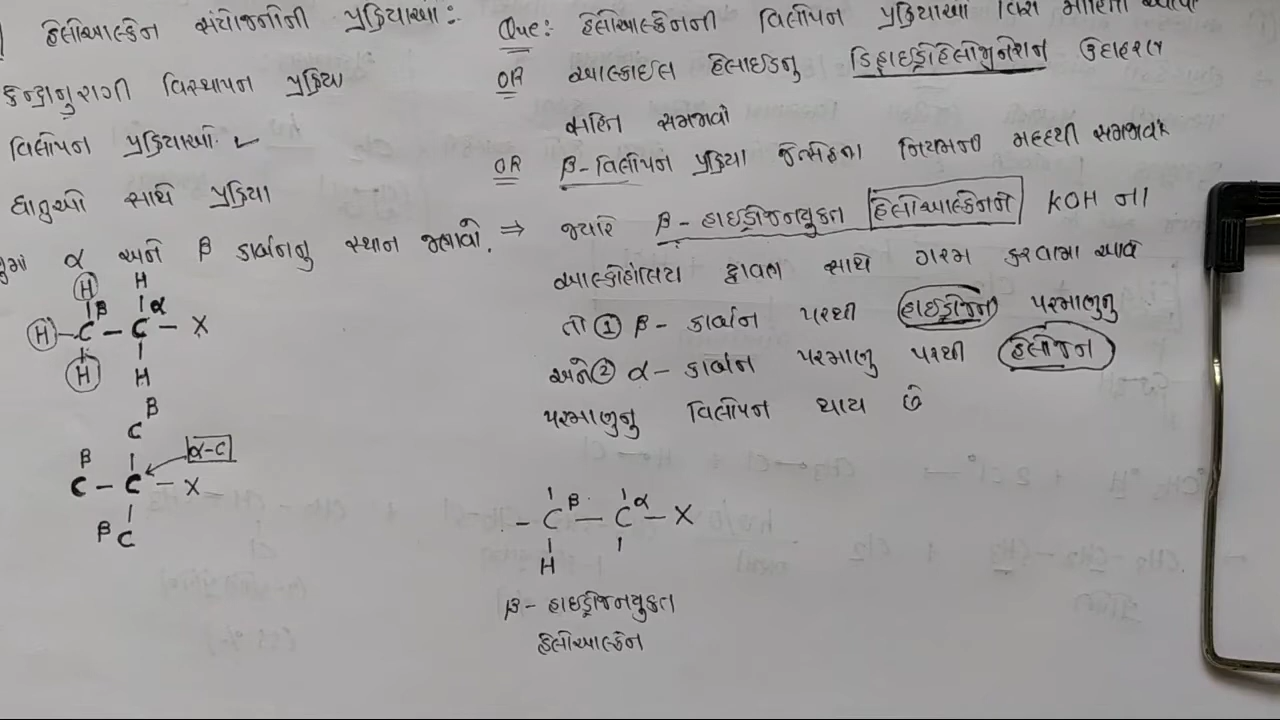 હેલોઆલ્કેન સંયોજનોની પ્રક્રિયાઓ :-
કેન્દ્રાનુરાગી વિસ્થાપન પ્રક્રિયા
વિલોપન પ્રક્રિયાઓ. ✓
ધાતુઓ સાથે પ્રક્રિયા
α અને β કાર્બનનુ સ્થાન જણાવો.
H H
β α
H - C - C - X
H H
β
C
β α-C
C - C - X
β C
Que: હેલોઆલ્કેનની વિલોપન પ્રક્રિયાઓ વિશે માહિતી આપો
OR આલ્કાઈલ હેલાઈડનુ ડિહાઇડ્રોહેલોજીનેશન ઉદાહરણ
સહિત સમજાવો
OR β-વિલોપન પ્રક્રિયા જેત્સેફના નિયમની મદદથી સમજાવો
⇒ જ્યારે β - હાઇડ્રોજનયુક્ત હેલોઆલ્કેનને KOH ના
આલ્કોહોલિય દ્રાવણ સાથે ગરમ કરવામા આવે
તો ① β - કાર્બન પરથી હાઇડ્રોજન પરમાણુનુ
અને ② α - કાર્બન પરમાણુ પરથી હેલોજન
પરમાણુનુ વિલોપન થાય છે
β α
- C - C - X
H
β - હાઇડ્રોજનયુક્ત
હેલોઆલ્કેન